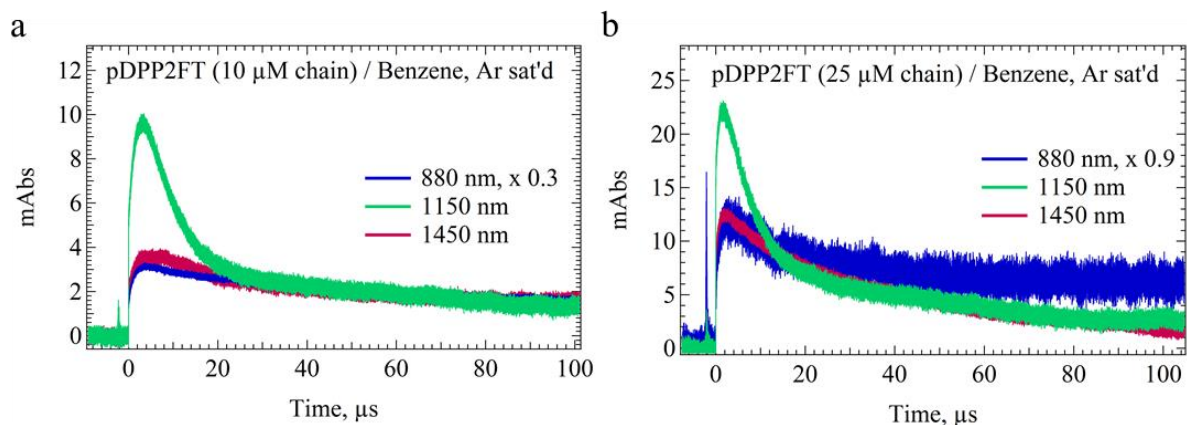 a
pDPP2FT (10 µM chain) / Benzene, Ar sat'd
880 nm, x 0.3
1150 nm
1450 nm
mAbs
12
10
8
6
4
2
0
0 20 40 60 80 100
Time, µs
b
pDPP2FT (25 µM chain) / Benzene, Ar sat'd
880 nm, x 0.9
1150 nm
1450 nm
mAbs
25
20
15
10
5
0
0 20 40 60 80 100
Time, µs